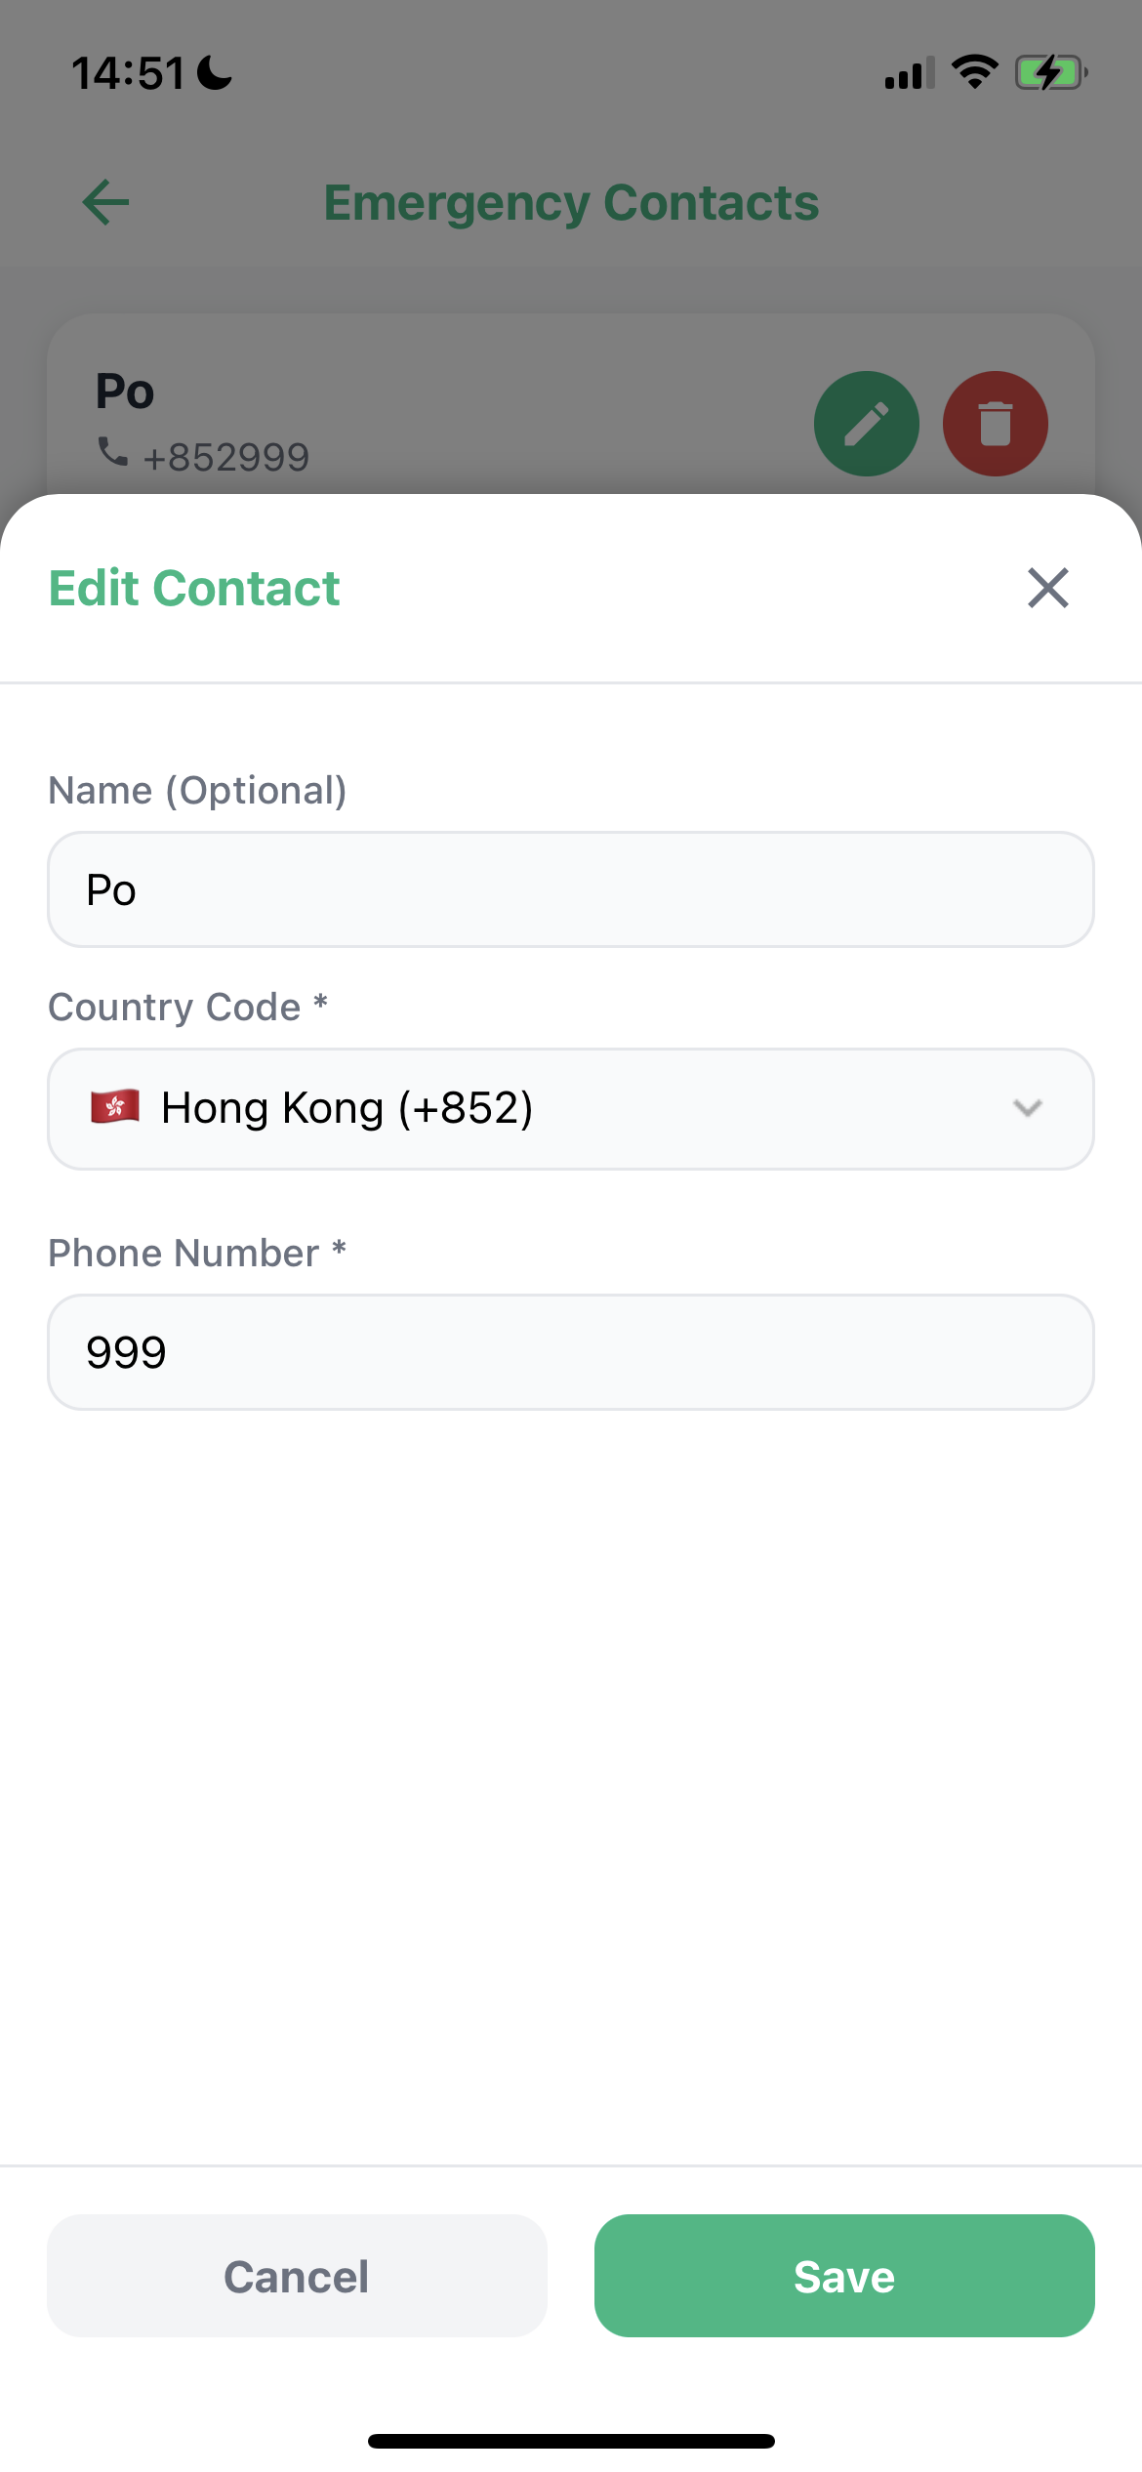 14:51
Emergency Contacts
Po
+852999
Edit Contact
Name (Optional)
Po
Country Code *
Hong Kong (+852)
Phone Number *
999
Cancel
Save